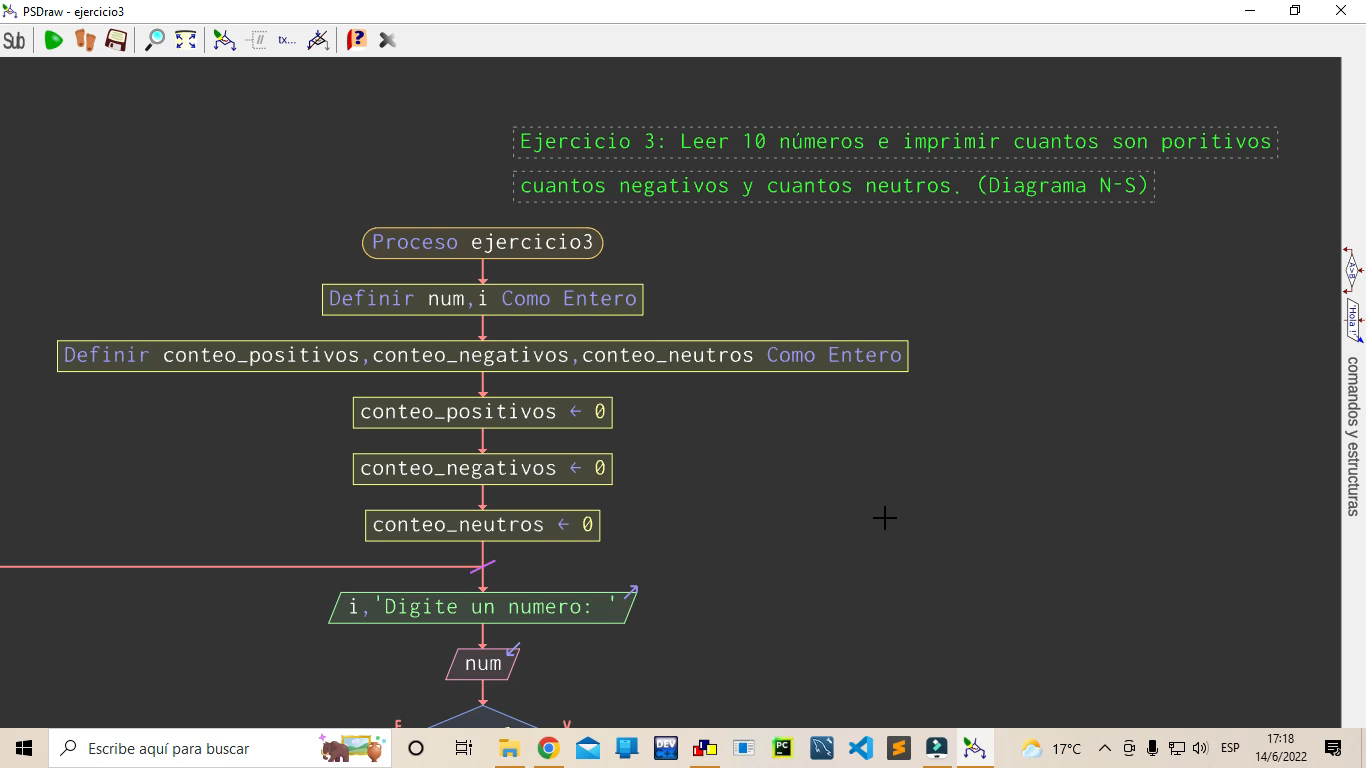 PSDraw - ejercicio3
Sub
tx...
Ejercicio 3: Leer 10 números e imprimir cuantos son poritivos
cuantos negativos y cuantos neutros. (Diagrama N-S)
Proceso ejercicio3
Definir num,i Como Entero
Definir conteo_positivos,conteo_negativos,conteo_neutros Como Entero
conteo_positivos ← 0
conteo_negativos ← 0
conteo_neutros ← 0
i,'Digite un numero: '
num
F V
A>B
'Hola !'
comandos y estructuras
Escribe aquí para buscar
DEV
PC
17°C
ESP
17:18
14/6/2022